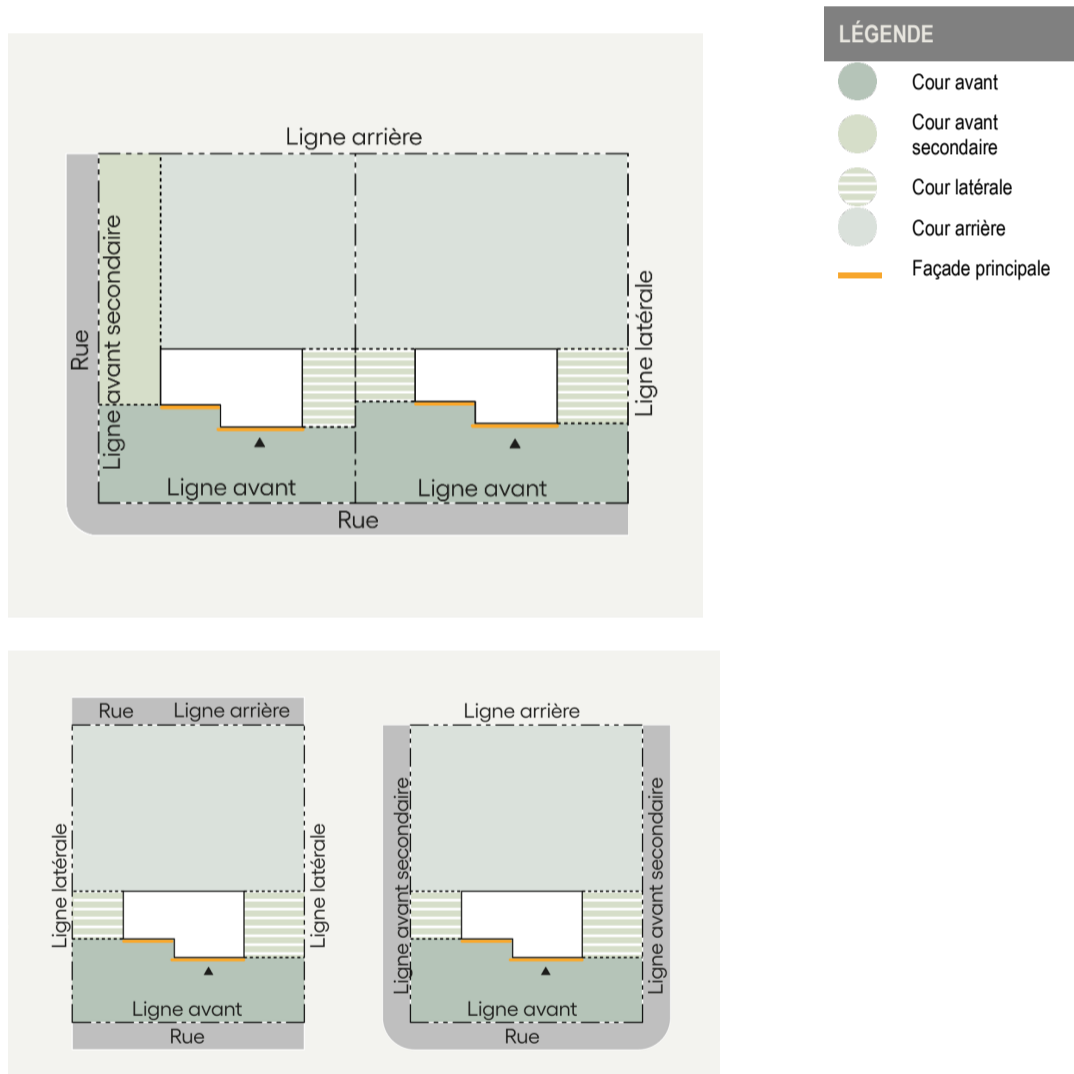 LÉGENDE
Cour avant
Cour avant
secondaire
Cour latérale
Cour arrière
Façade principale
Ligne arrière
Rue
Ligne avant secondaire
Ligne latérale
Ligne avant
Ligne avant
Rue
Rue
Ligne arrière
Ligne latérale
Ligne latérale
Ligne avant
Rue
Ligne arrière
Ligne avant secondaire
Ligne avant secondaire
Ligne avant
Rue